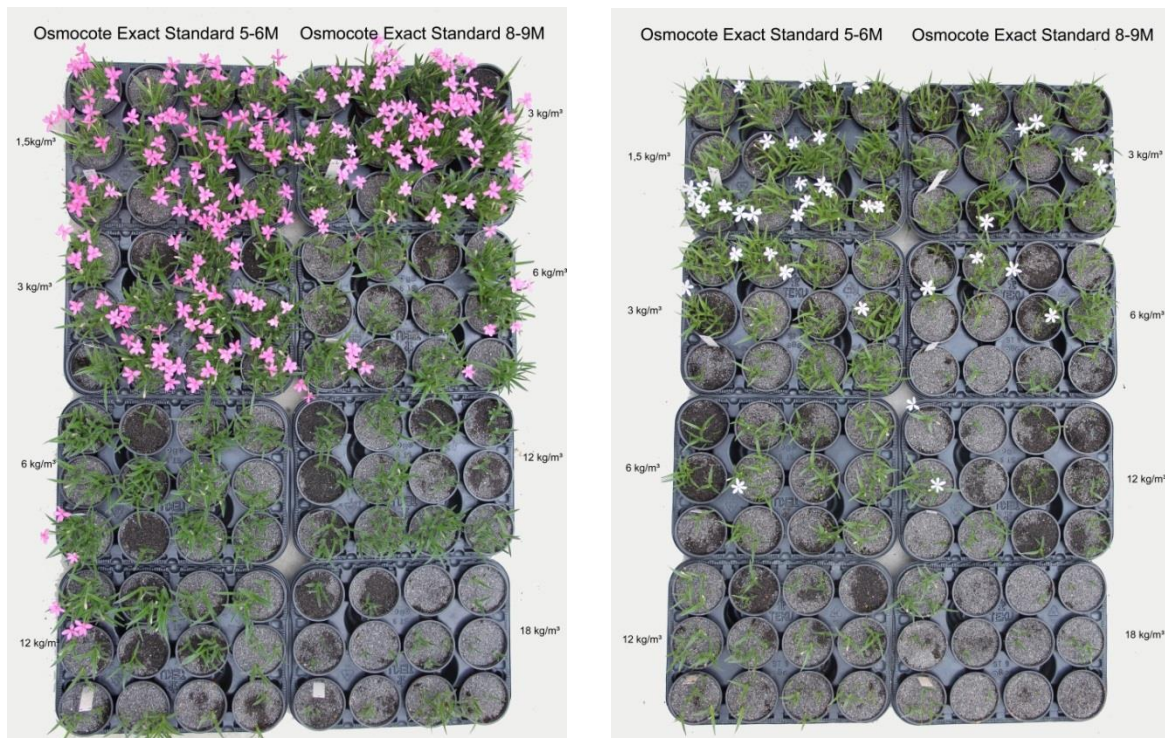 Osmocote Exact Standard 5-6M Osmocote Exact Standard 8-9M
1,5kg/m³ 3 kg/m³
3 kg/m³ 6 kg/m³
6 kg/m³ 12 kg/m³
12 kg/m³ 18 kg/m³
Osmocote Exact Standard 5-6M Osmocote Exact Standard 8-9M
1,5 kg/m³ 3 kg/m³
3 kg/m³ 6 kg/m³
6 kg/m³ 12 kg/m³
12 kg/m³ 18 kg/m³